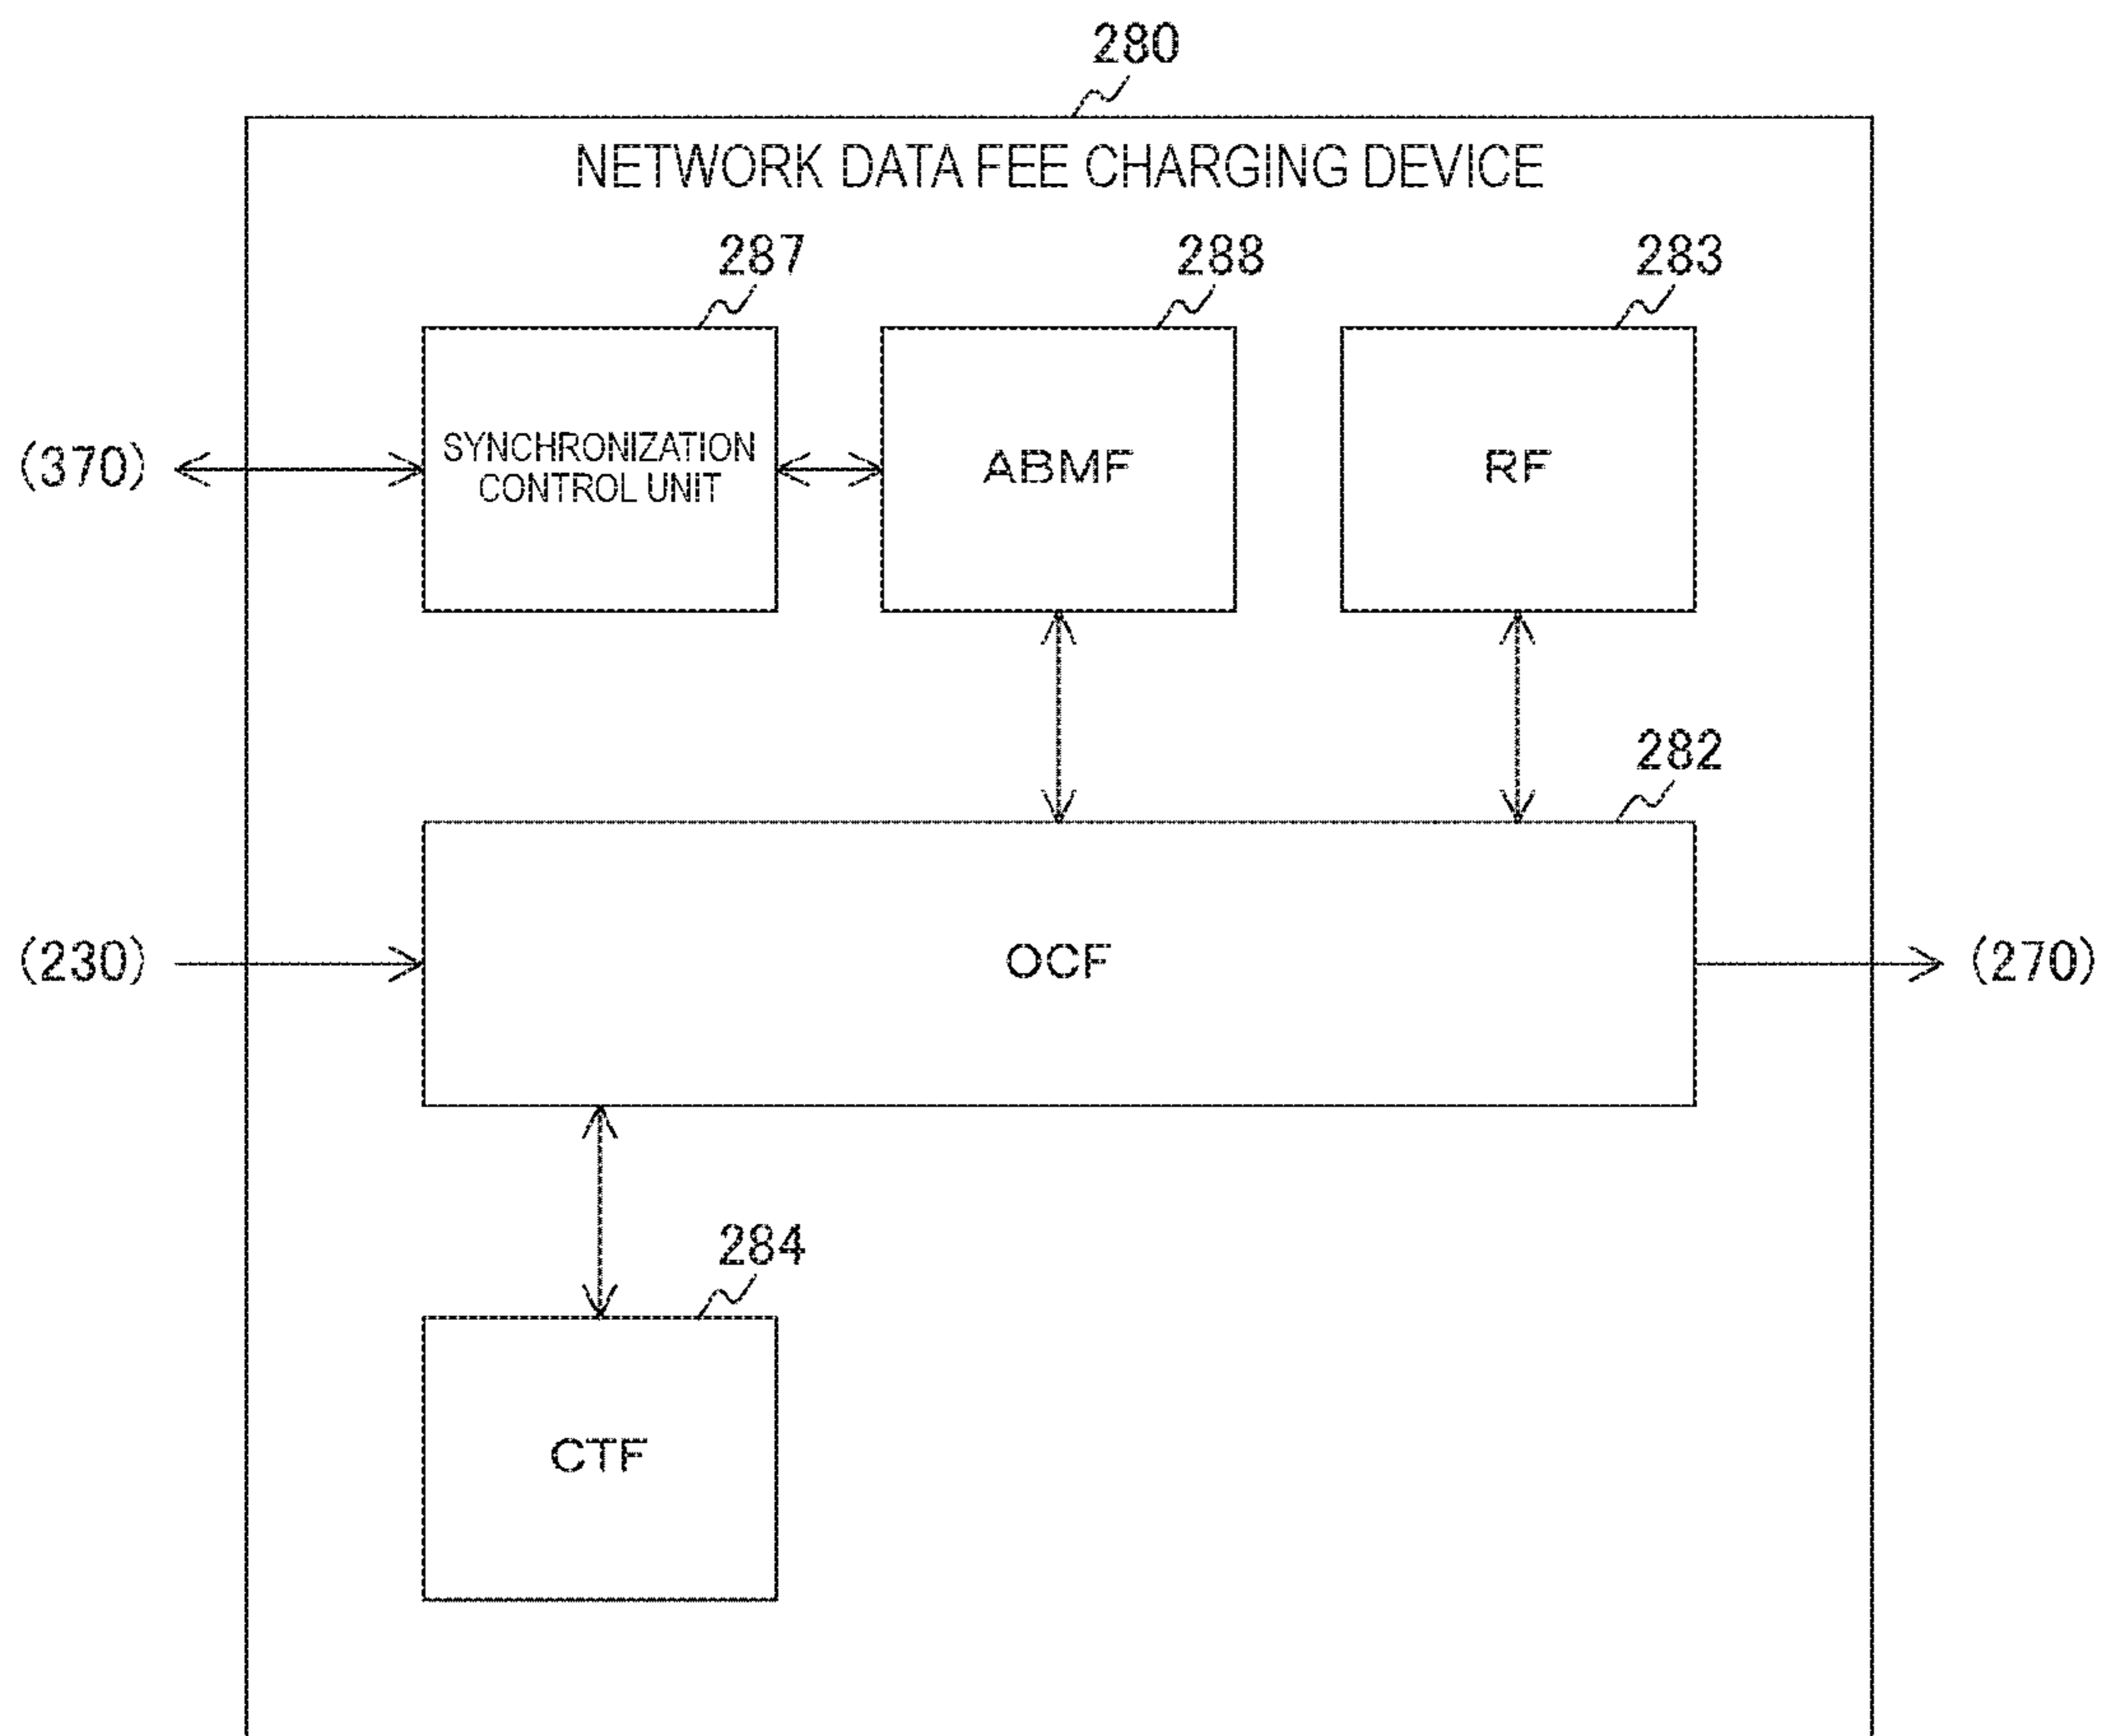 280
NETWORK DATA FEE CHARGING DEVICE
287
288
283
(370)
SYNCHRONIZATION
CONTROL UNIT
ABMF
RF
282
(230)
OCF
(270)
284
CTF